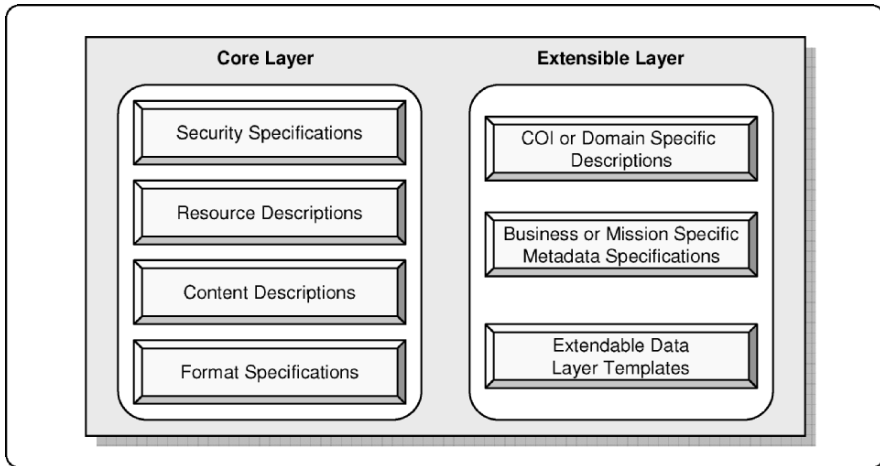 Core Layer
Security Specifications
Resource Descriptions
Content Descriptions
Format Specifications
Extensible Layer
COI or Domain Specific
Descriptions
Business or Mission Specific
Metadata Specifications
Extendable Data
Layer Templates